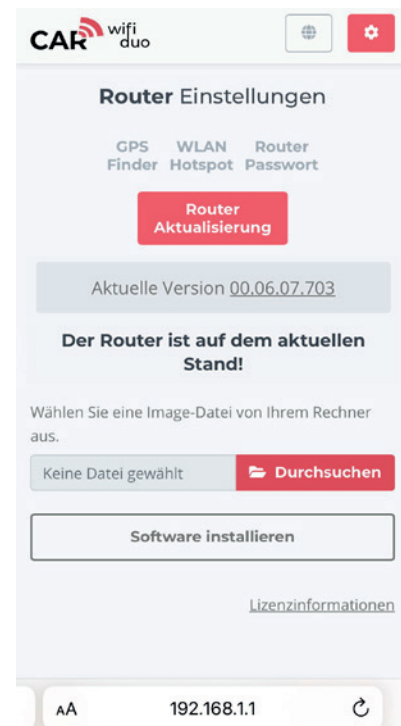 CAR wifi
duo
Router Einstellungen
GPS WLAN Router
Finder Hotspot Passwort
Router
Aktualisierung
Aktuelle Version 00.06.07.703
Der Router ist auf dem aktuellen
Stand!
Wählen Sie eine Image-Datei von Ihrem Rechner
aus.
Keine Datei gewählt Durchsuchen
Software installieren
Lizenzinformationen
AA 192.168.1.1